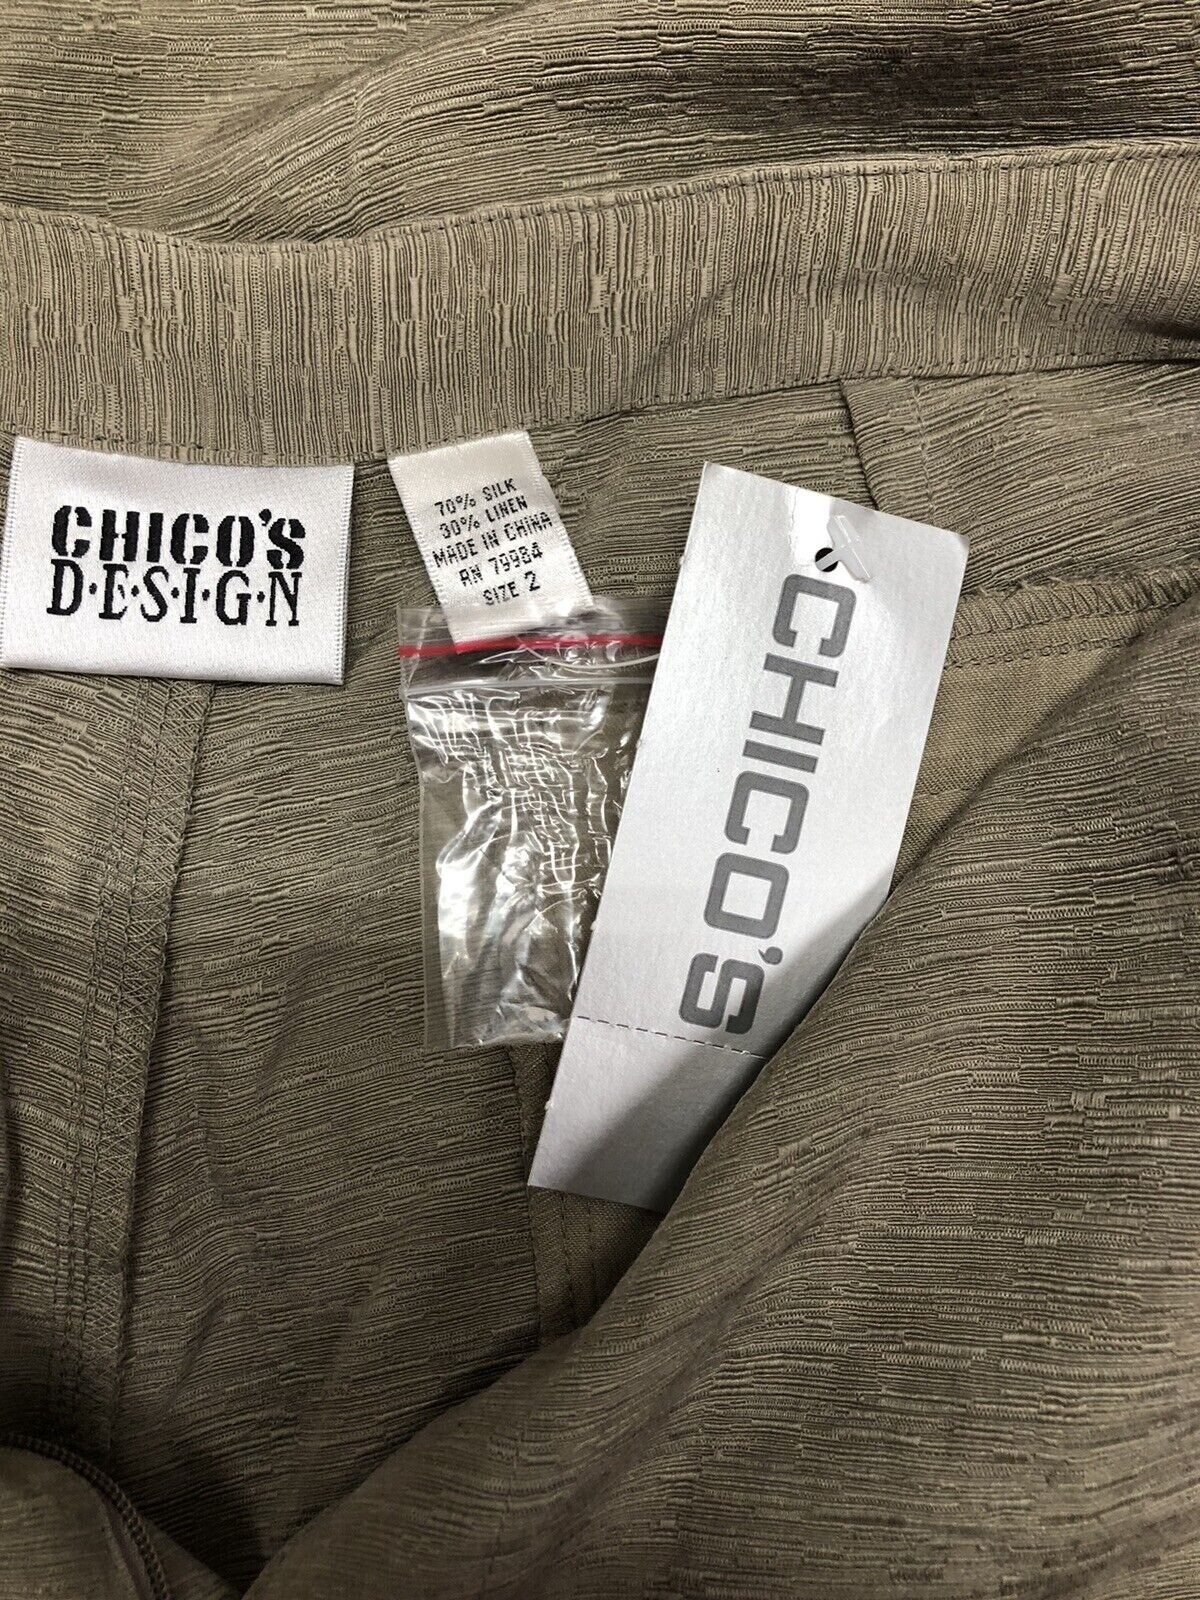 CHICO'S
D·E·S·I·G·N
70% SILK
30% LINEN
MADE IN CHINA
RN 79984
SIZE 2
CHICO'S